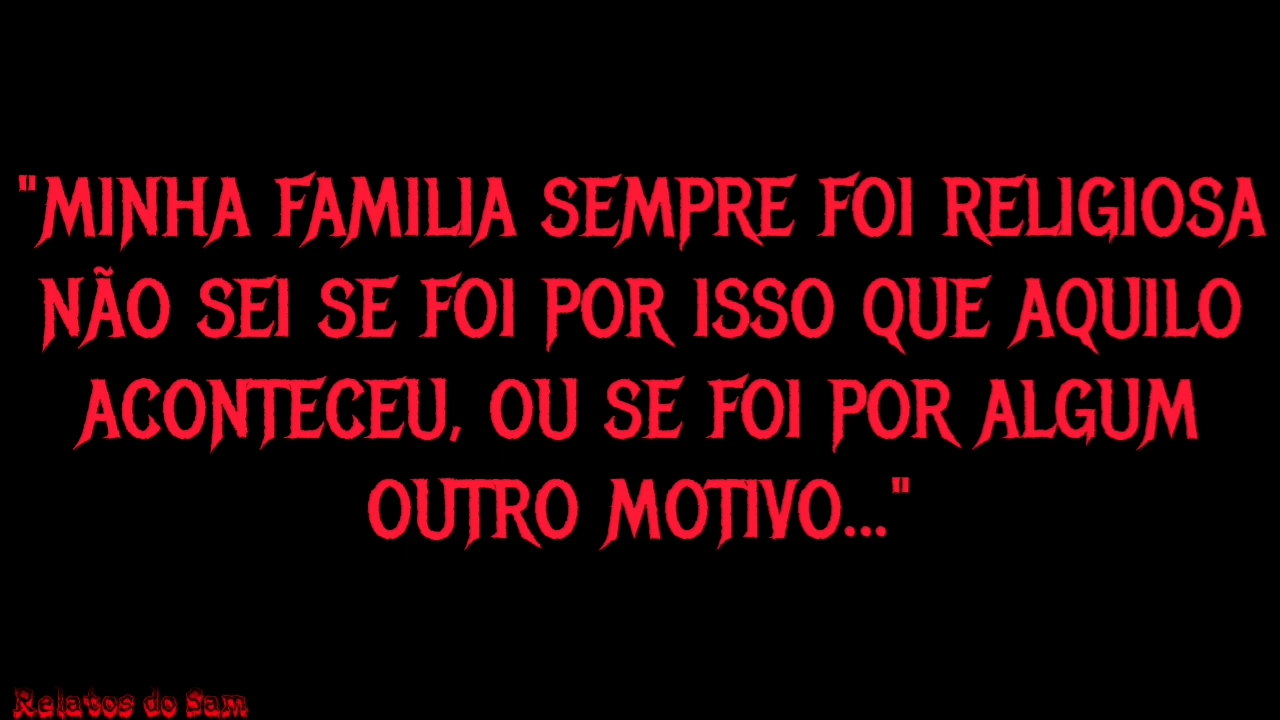 "MINHA FAMILIA SEMPRE FOI RELIGIOSA
NÃO SEI SE FOI POR ISSO QUE AQUILO
ACONTECEU, OU SE FOI POR ALGUM
OUTRO MOTIVO..."
Relatos do Sam